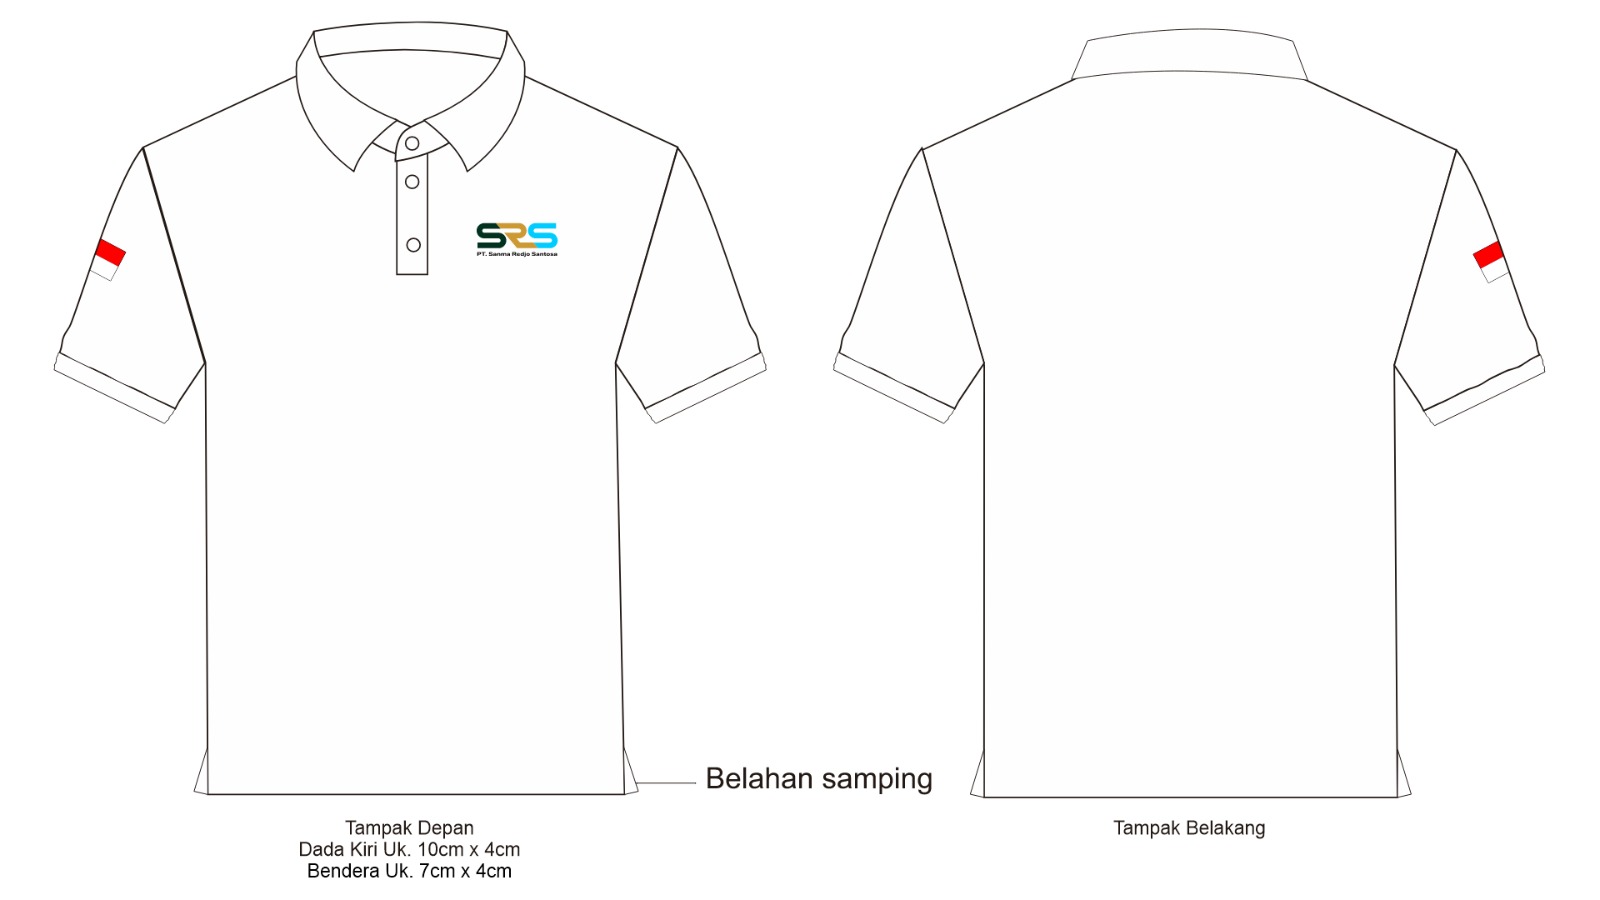 SRS
PT. Sanma Redjo Santosa
Belahan samping
Tampak Depan
Dada Kiri Uk. 10cm x 4cm
Bendera Uk. 7cm x 4cm
Tampak Belakang